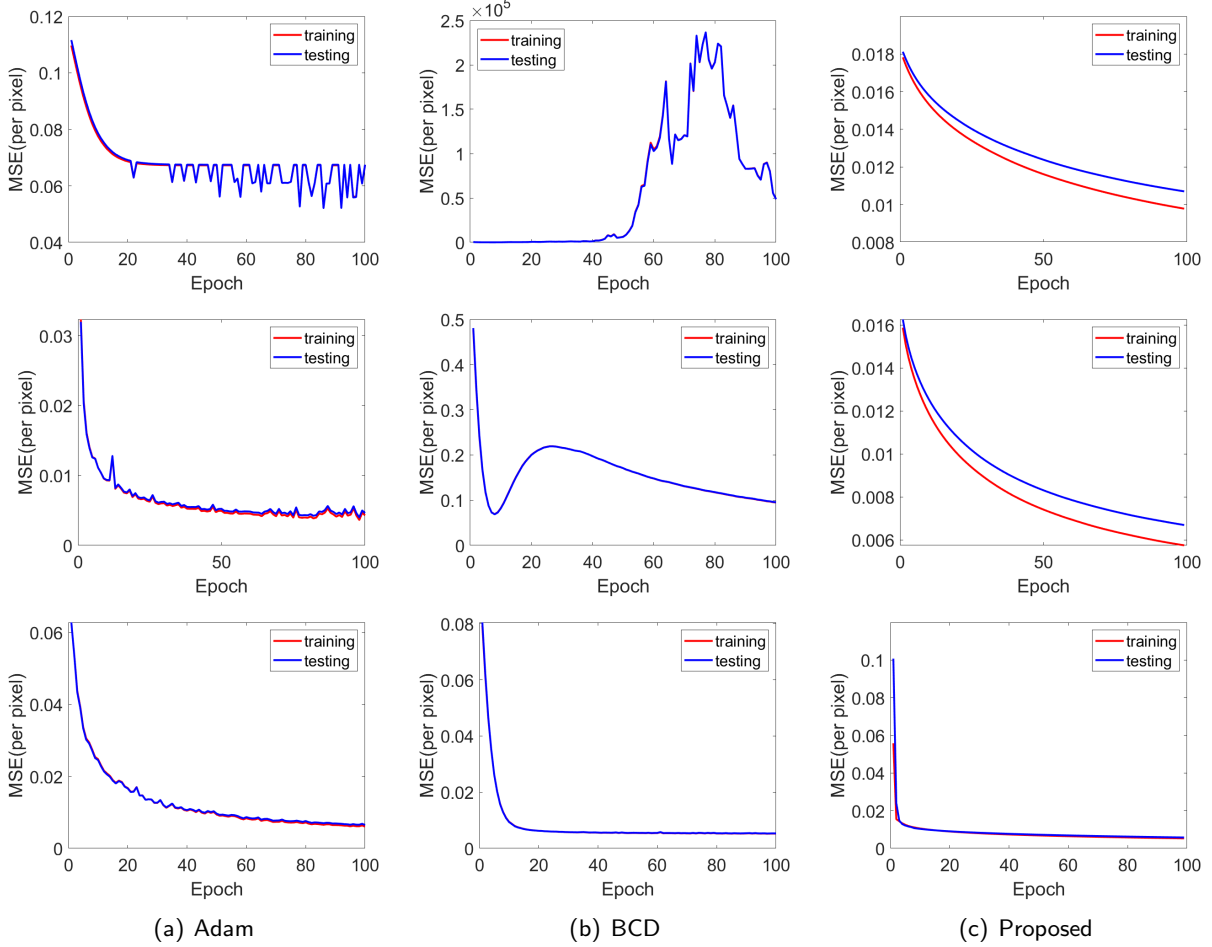 MSE(per pixel)
0.12
0.1
0.08
0.06
0.04
0 20 40 60 80 100
Epoch
training
testing
×10⁵
MSE(per pixel)
2.5
2
1.5
1
0.5
0
0 20 40 60 80 100
Epoch
training
testing
MSE(per pixel)
0.018
0.016
0.014
0.012
0.01
0.008
0 50 100
Epoch
training
testing
MSE(per pixel)
0.03
0.02
0.01
0
0 50 100
Epoch
training
testing
MSE(per pixel)
0.5
0.4
0.3
0.2
0.1
0
0 20 40 60 80 100
Epoch
training
testing
MSE(per pixel)
0.016
0.014
0.012
0.01
0.008
0.006
0 50 100
Epoch
training
testing
MSE(per pixel)
0.06
0.04
0.02
0
0 20 40 60 80 100
Epoch
training
testing
MSE(per pixel)
0.08
0.06
0.04
0.02
0
0 20 40 60 80 100
Epoch
training
testing
MSE(per pixel)
0.1
0.08
0.06
0.04
0.02
0
0 20 40 60 80 100
Epoch
training
testing
(a) Adam
(b) BCD
(c) Proposed